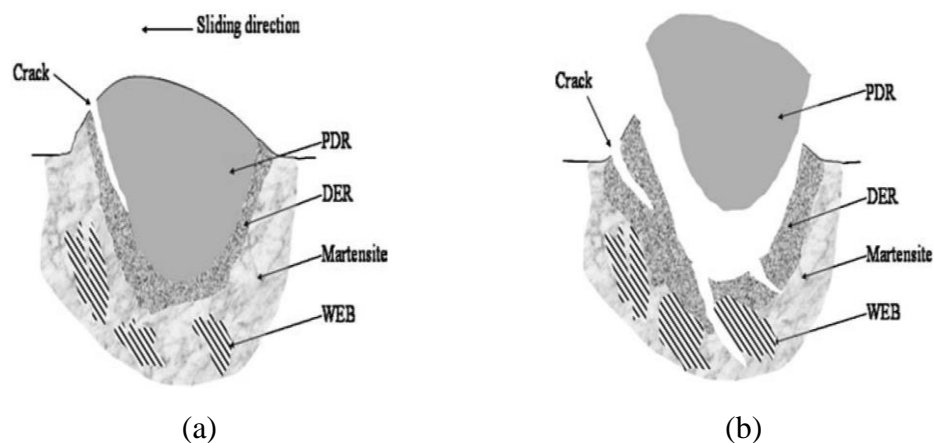 Sliding direction
Crack
PDR
DER
Martensite
WEB
(a)
Crack
PDR
DER
Martensite
WEB
(b)